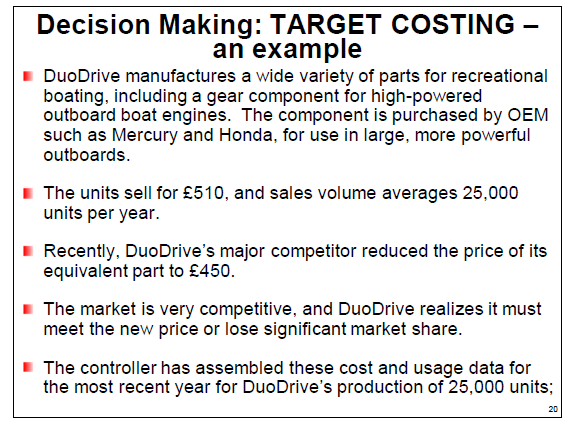 Decision Making: TARGET COSTING –
an example
DuoDrive manufactures a wide variety of parts for recreational
boating, including a gear component for high-powered
outboard boat engines. The component is purchased by OEM
such as Mercury and Honda, for use in large, more powerful
outboards.
The units sell for £510, and sales volume averages 25,000
units per year.
Recently, DuoDrive's major competitor reduced the price of its
equivalent part to £450.
The market is very competitive, and DuoDrive realizes it must
meet the new price or lose significant market share.
The controller has assembled these cost and usage data for
the most recent year for DuoDrive's production of 25,000 units;
20